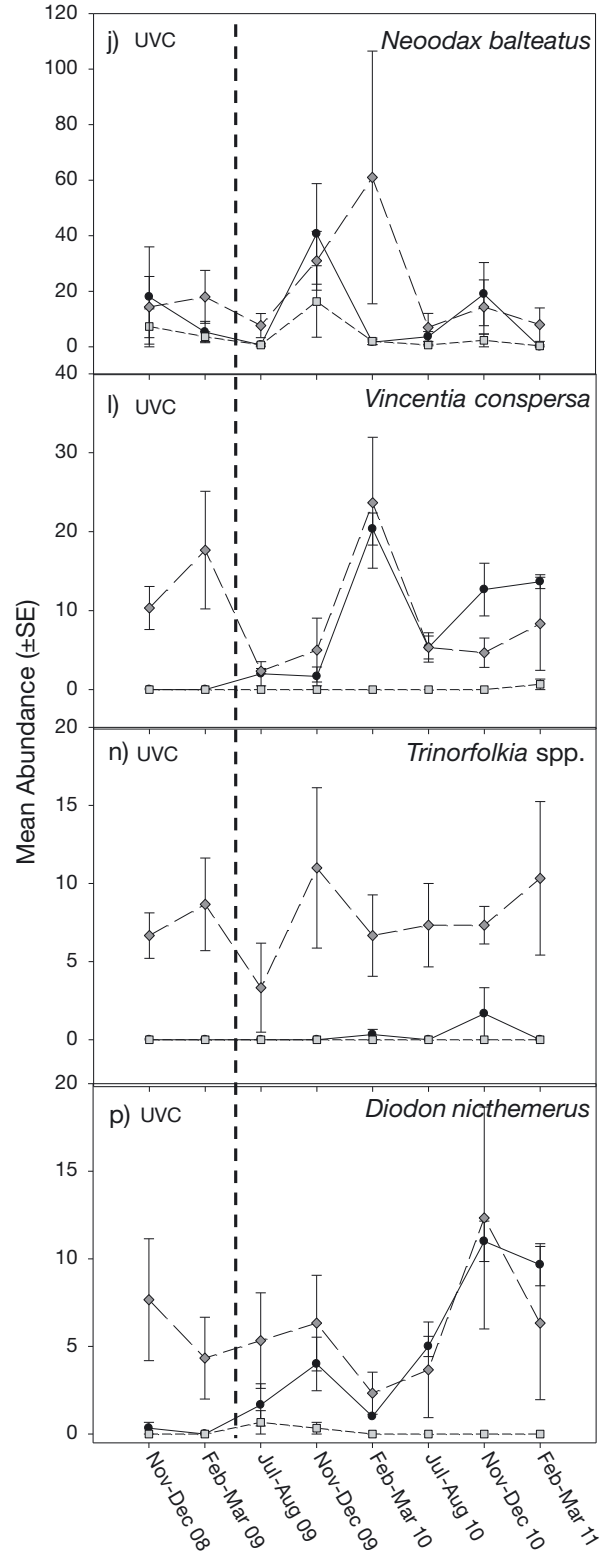 120
j) UVC Neoodax balteatus
100
80
60
40
20
0
40
l) UVC Vincentia conspersa
30
20
10
0
20
n) UVC Trinorfolkia spp.
15
10
5
0
20
p) UVC Diodon nicthemerus
15
10
5
0
Mean Abundance (±SE)
Nov-Dec 08
Feb-Mar 09
Jul-Aug 09
Nov-Dec 09
Feb-Mar 10
Jul-Aug 10
Nov-Dec 10
Feb-Mar 11